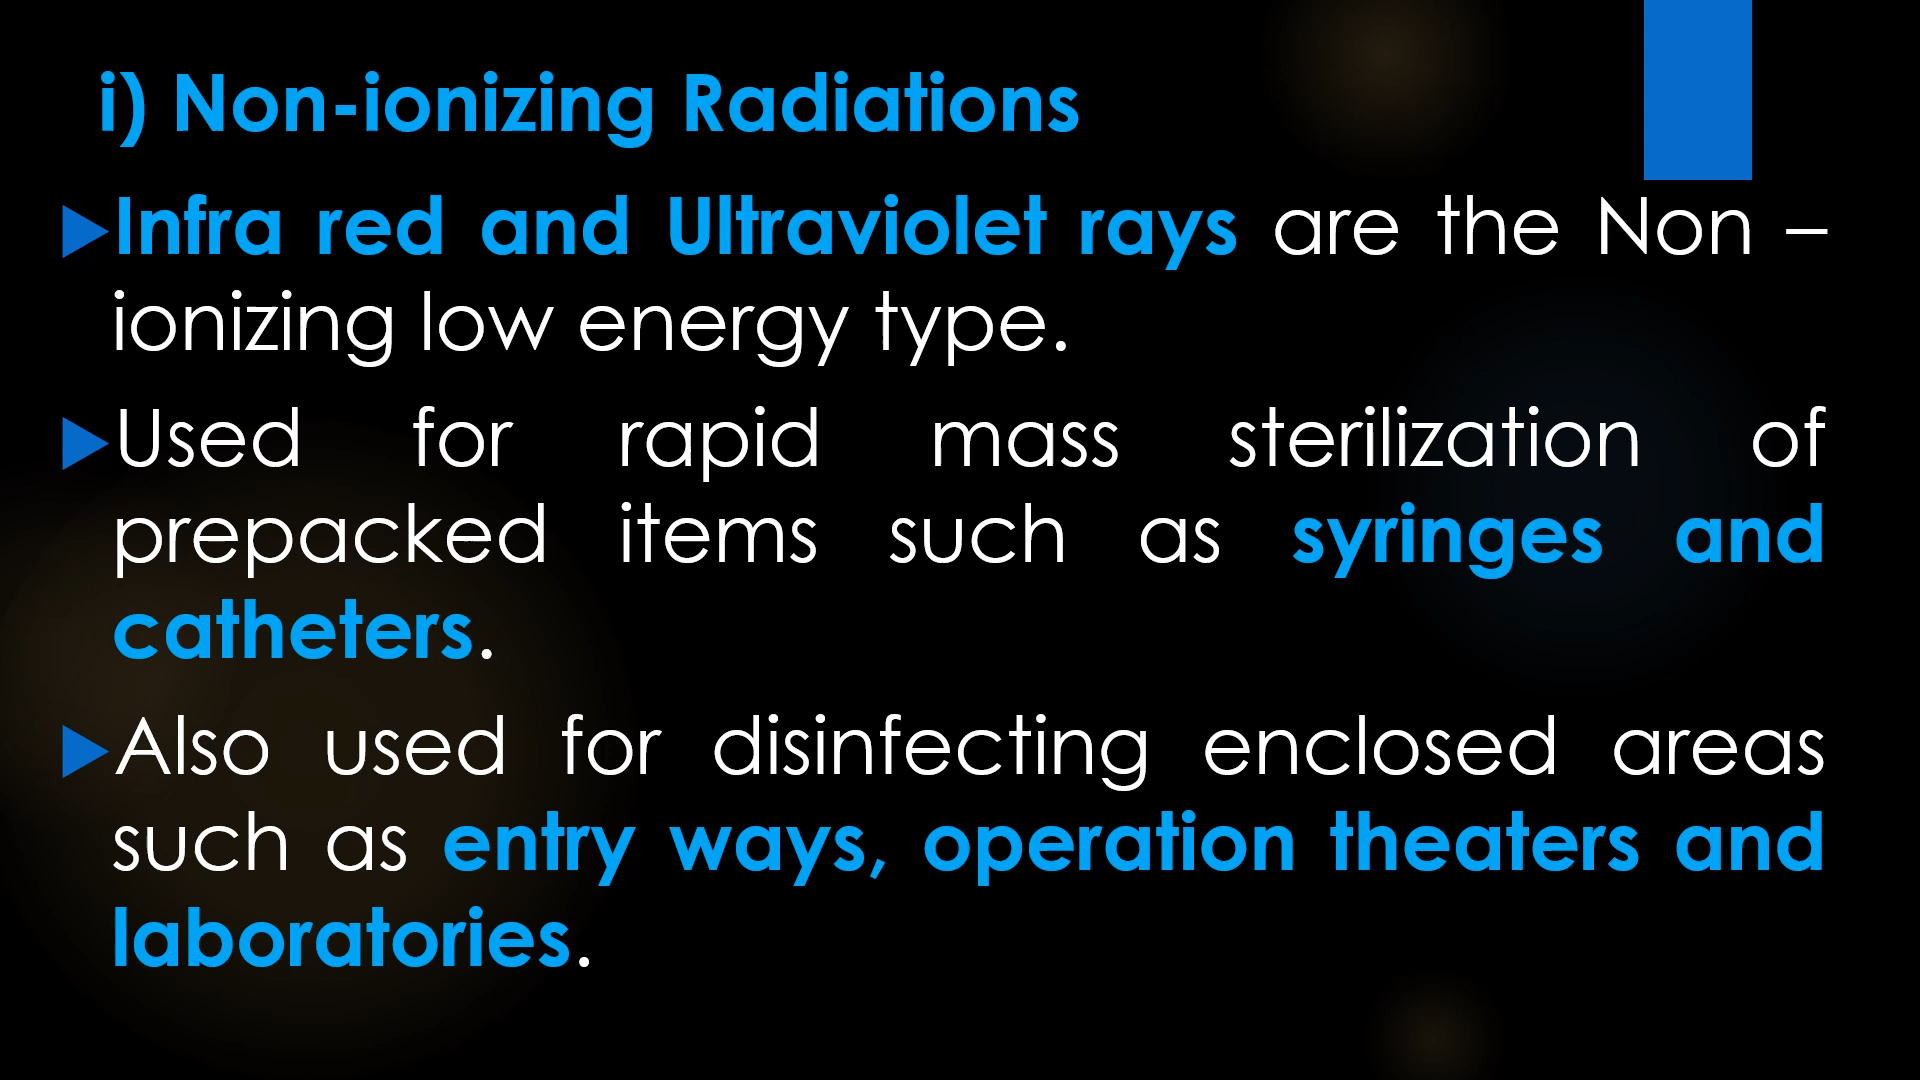 i) Non-ionizing Radiations
Infra red and Ultraviolet rays are the Non –
ionizing low energy type.
Used for rapid mass sterilization of
prepacked items such as syringes and
catheters.
Also used for disinfecting enclosed areas
such as entry ways, operation theaters and
laboratories.